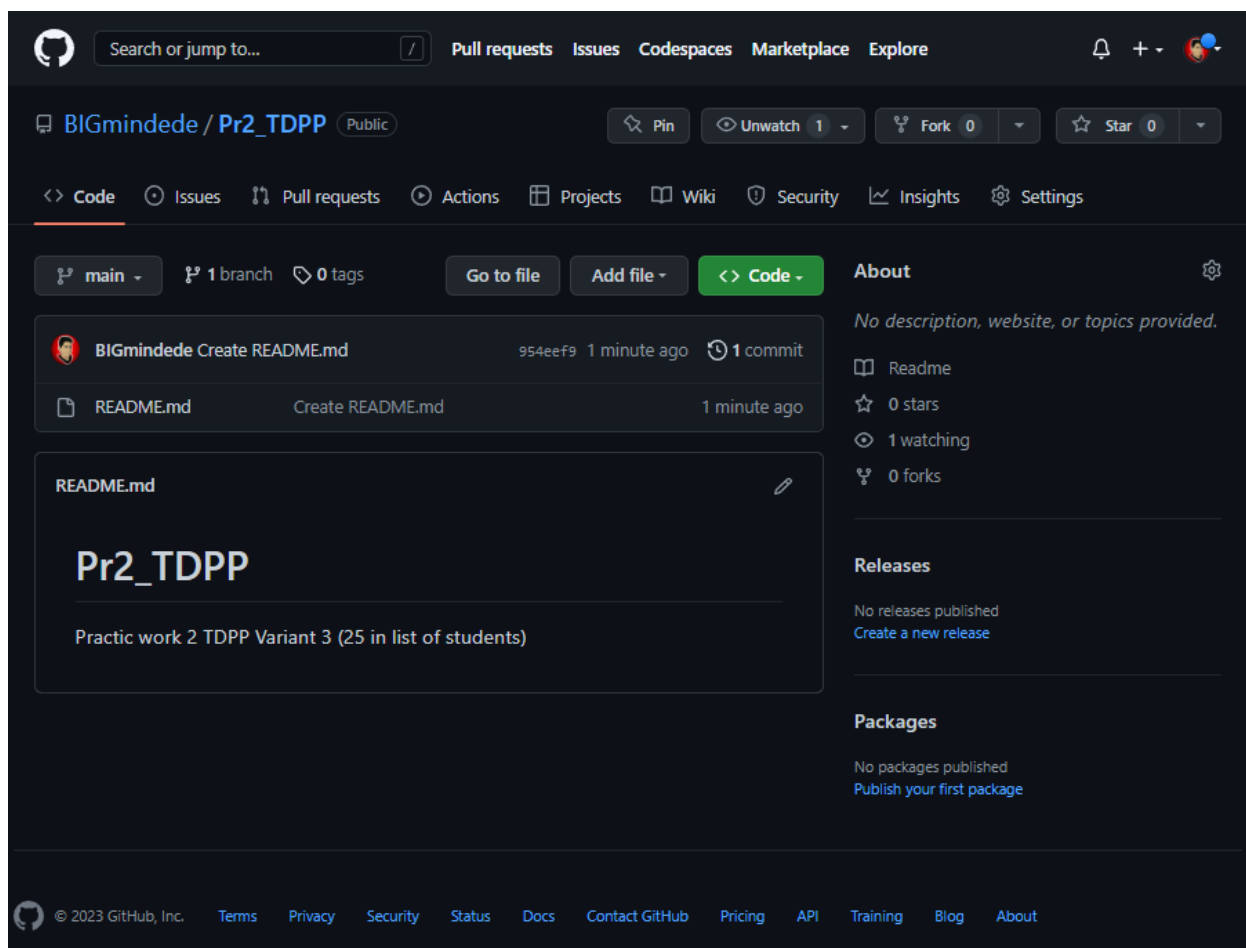 Search or jump to... / Pull requests Issues Codespaces Marketplace Explore
BIGmindede / Pr2_TDPP Public Pin Unwatch 1 Fork 0 Star 0
Code Issues Pull requests Actions Projects Wiki Security Insights Settings
main 1 branch 0 tags Go to file Add file Code
BIGmindede Create README.md 954eef9 1 minute ago 1 commit
README.md Create README.md 1 minute ago
README.md
Pr2_TDPP
Practic work 2 TDPP Variant 3 (25 in list of students)
About
No description, website, or topics provided.
Readme
0 stars
1 watching
0 forks
Releases
No releases published
Create a new release
Packages
No packages published
Publish your first package
© 2023 GitHub, Inc. Terms Privacy Security Status Docs Contact GitHub Pricing API Training Blog About